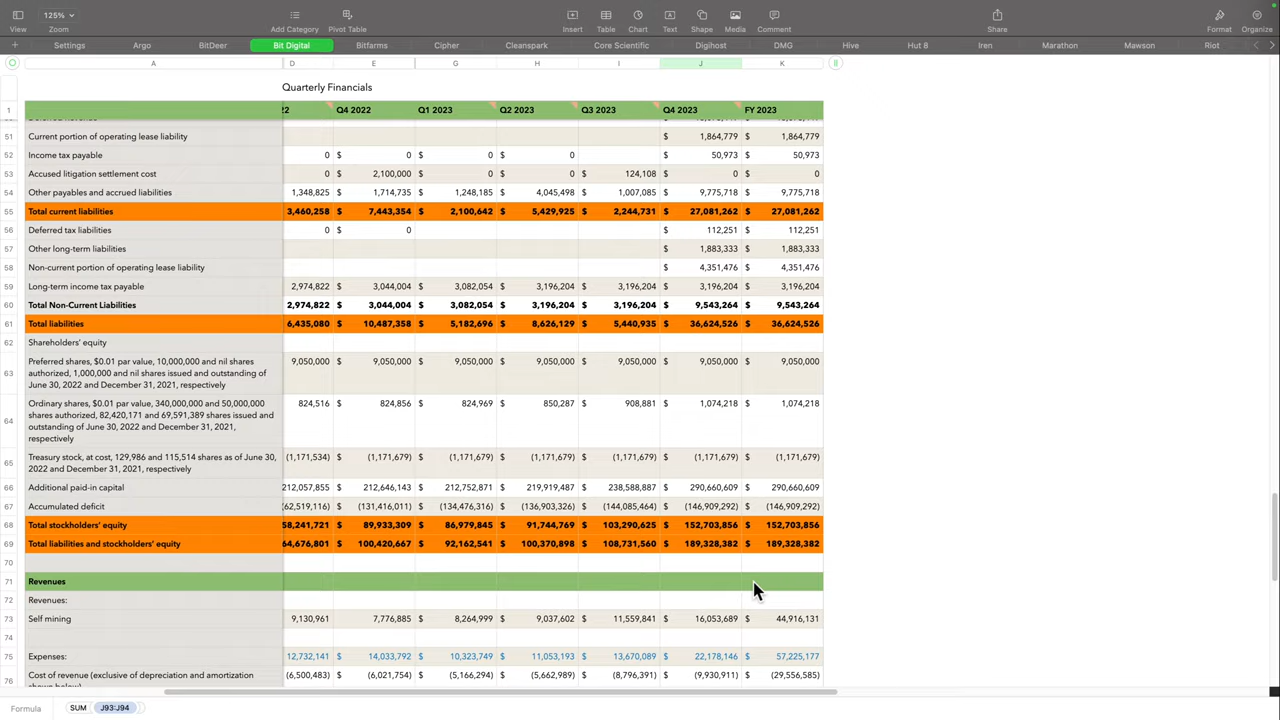 125%
View Zoom Add Category Pivot Table Insert Table Chart Text Shape Media Comment Share Format Organize
Settings Argo BitDeer Bit Digital Bitfarms Cipher Cleanspark Core Scientific Digihost DMG Hive Hut 8 Iren Marathon Mawson Riot
A D E G H I J K
Quarterly Financials
1 22 Q4 2022 Q1 2023 Q2 2023 Q3 2023 Q4 2023 FY 2023
51 Current portion of operating lease liability $ 1,864,779 $ 1,864,779
52 Income tax payable 0 $ 0 $ 0 $ 0 $ 50,973 $ 50,973
53 Accused litigation settlement cost 0 $ 2,100,000 $ 0 $ 0 $ 124,108 $ 0 $ 0
54 Other payables and accrued liabilities 1,348,825 $ 1,714,735 $ 1,248,185 $ 4,045,498 $ 1,007,085 $ 9,775,718 $ 9,775,718
55 Total current liabilities 3,460,258 $ 7,443,354 $ 2,100,642 $ 5,429,925 $ 2,244,731 $ 27,081,262 $ 27,081,262
56 Deferred tax liabilities 0 $ 0 $ 112,251 $ 112,251
57 Other long-term liabilities $ 1,883,333 $ 1,883,333
58 Non-current portion of operating lease liability $ 4,351,476 $ 4,351,476
59 Long-term income tax payable 2,974,822 $ 3,044,004 $ 3,082,054 $ 3,196,204 $ 3,196,204 $ 3,196,204 $ 3,196,204
60 Total Non-Current Liabilities 2,974,822 $ 3,044,004 $ 3,082,054 $ 3,196,204 $ 3,196,204 $ 9,543,264 $ 9,543,264
61 Total liabilities 6,435,080 $ 10,487,358 $ 5,182,696 $ 8,626,129 $ 5,440,935 $ 36,624,526 $ 36,624,526
62 Shareholders' equity
Preferred shares, $0.01 par value, 10,000,000 and nil shares 9,050,000 $ 9,050,000 $ 9,050,000 $ 9,050,000 $ 9,050,000 $ 9,050,000 $ 9,050,000
63 authorized, 1,000,000 and nil shares issued and outstanding of
June 30, 2022 and December 31, 2021, respectively
Ordinary shares, $0.01 par value, 340,000,000 and 50,000,000 824,516 $ 824,856 $ 824,969 $ 850,287 $ 908,881 $ 1,074,218 $ 1,074,218
64 shares authorized, 82,420,171 and 69,591,389 shares issued and
outstanding of June 30, 2022 and December 31, 2021,
respectively
65 Treasury stock, at cost, 129,986 and 115,514 shares as of June 30, (1,171,534) $ (1,171,679) $ (1,171,679) $ (1,171,679) $ (1,171,679) $ (1,171,679) $ (1,171,679)
2022 and December 31, 2021, respectively
66 Additional paid-in capital 212,057,855 $ 212,646,143 $ 212,752,871 $ 219,919,487 $ 238,588,887 $ 290,660,609 $ 290,660,609
67 Accumulated deficit (62,519,116) $ (131,416,011) $ (134,476,316) $ (136,903,326) $ (144,085,464) $ (146,909,292) $ (146,909,292)
68 Total stockholders' equity 58,241,721 $ 89,933,309 $ 86,979,845 $ 91,744,769 $ 103,290,625 $ 152,703,856 $ 152,703,856
69 Total liabilities and stockholders' equity 64,676,801 $ 100,420,667 $ 92,162,541 $ 100,370,898 $ 108,731,560 $ 189,328,382 $ 189,328,382
70
71 Revenues
72 Revenues:
73 Self mining 9,130,961 7,776,885 $ 8,264,999 $ 9,037,602 $ 11,559,841 $ 16,053,689 $ 44,916,131
74
75 Expenses: 12,732,141 $ 14,033,792 $ 10,323,749 $ 11,053,193 $ 13,670,089 $ 22,178,146 $ 57,225,177
76 Cost of revenue (exclusive of depreciation and amortization (6,500,483) $ (6,021,754) $ (5,166,294) $ (5,662,989) $ (8,796,391) $ (9,930,911) $ (29,556,585)
Formula SUM J93:J94